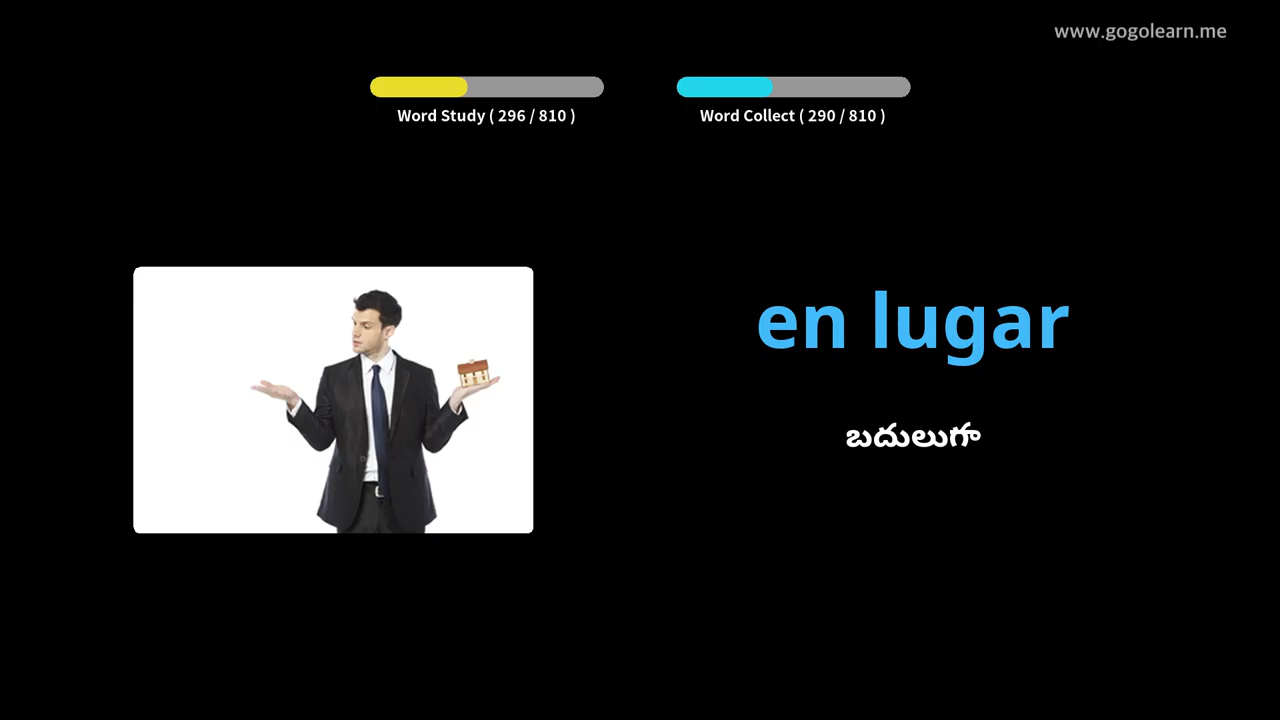 www.gogolearn.me
Word Study ( 296 / 810 )
Word Collect ( 290 / 810 )
en lugar
బదులుగా